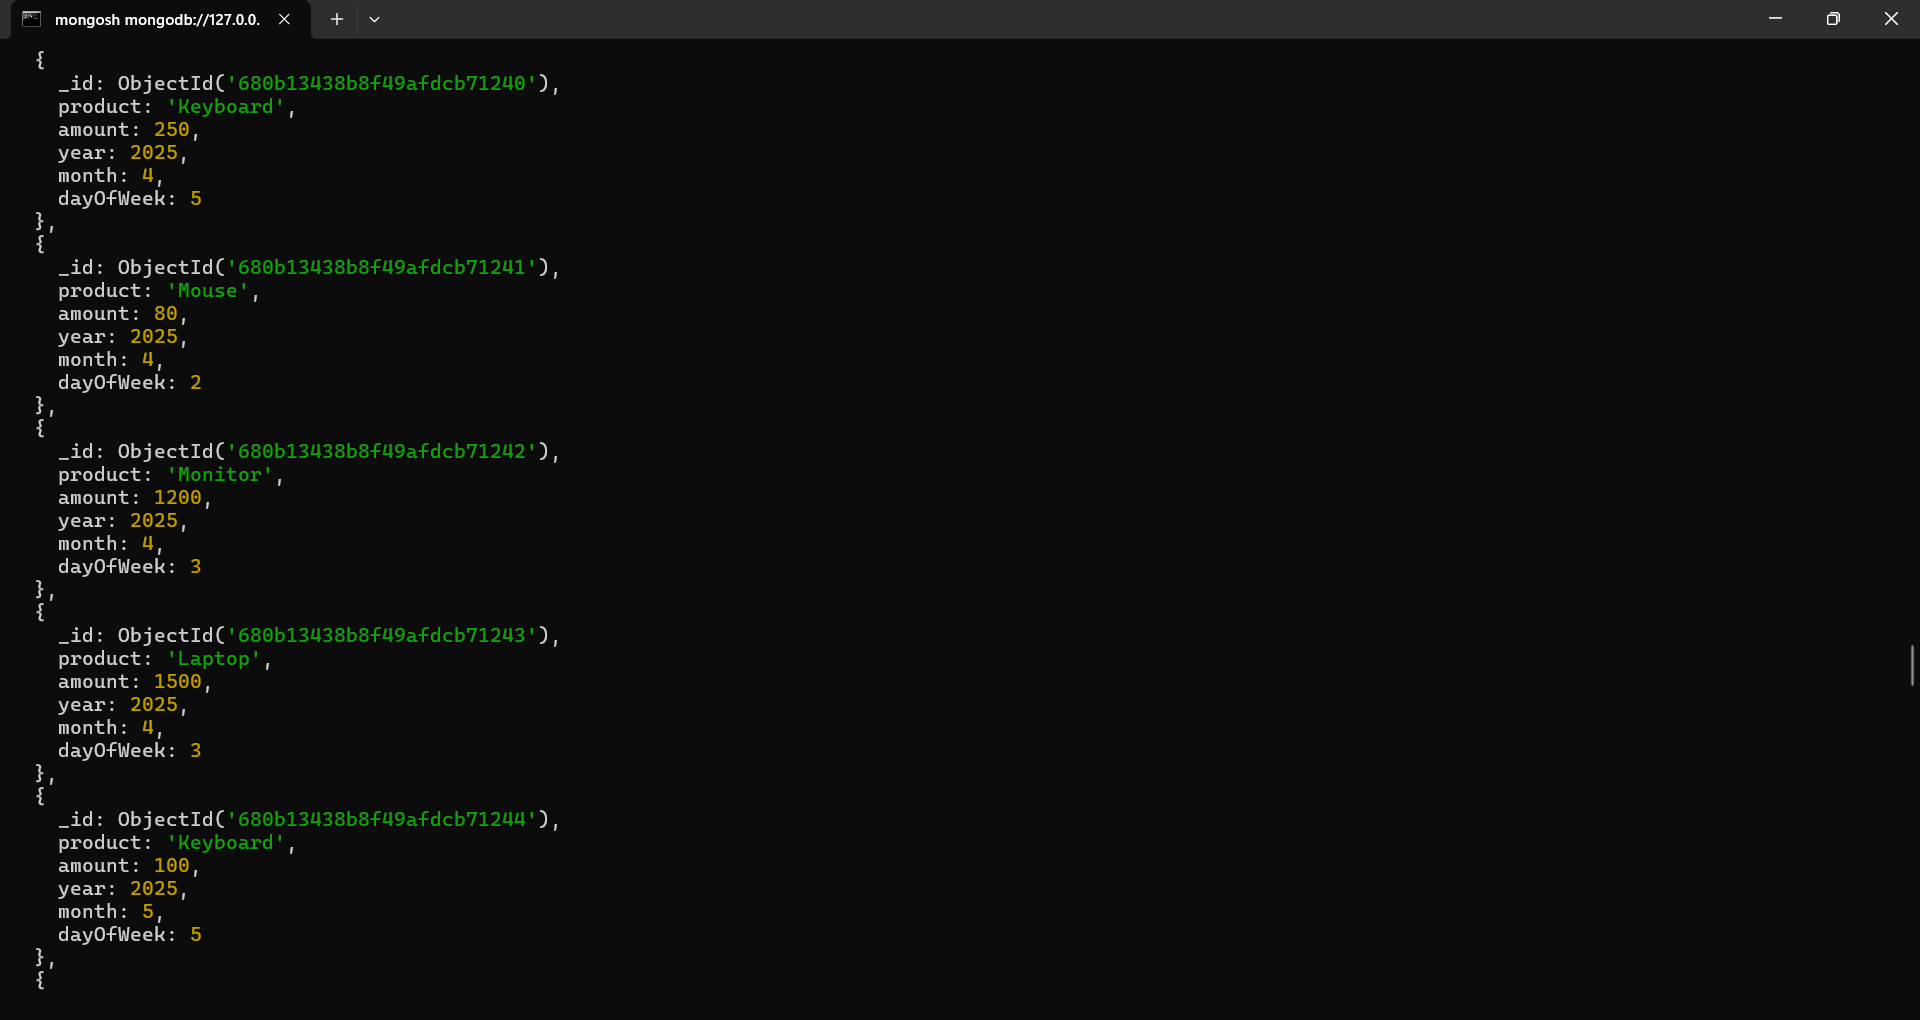 mongosh mongodb://127.0.0.
{
_id: ObjectId('680b13438b8f49afdcb71240'),
product: 'Keyboard',
amount: 250,
year: 2025,
month: 4,
dayOfWeek: 5
},
{
_id: ObjectId('680b13438b8f49afdcb71241'),
product: 'Mouse',
amount: 80,
year: 2025,
month: 4,
dayOfWeek: 2
},
{
_id: ObjectId('680b13438b8f49afdcb71242'),
product: 'Monitor',
amount: 1200,
year: 2025,
month: 4,
dayOfWeek: 3
},
{
_id: ObjectId('680b13438b8f49afdcb71243'),
product: 'Laptop',
amount: 1500,
year: 2025,
month: 4,
dayOfWeek: 3
},
{
_id: ObjectId('680b13438b8f49afdcb71244'),
product: 'Keyboard',
amount: 100,
year: 2025,
month: 5,
dayOfWeek: 5
},
{